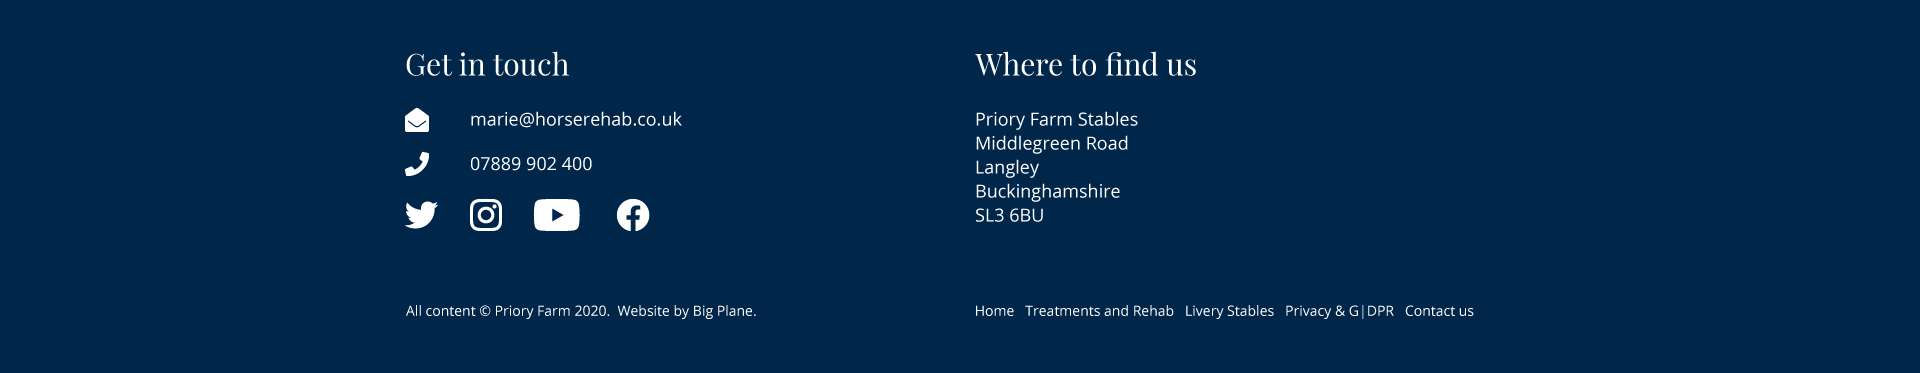 Get in touch
marie@horserehab.co.uk
07889 902 400
Where to find us
Priory Farm Stables
Middlegreen Road
Langley
Buckinghamshire
SL3 6BU
All content © Priory Farm 2020.  Website by Big Plane.
Home   Treatments and Rehab   Livery Stables   Privacy & G|DPR   Contact us